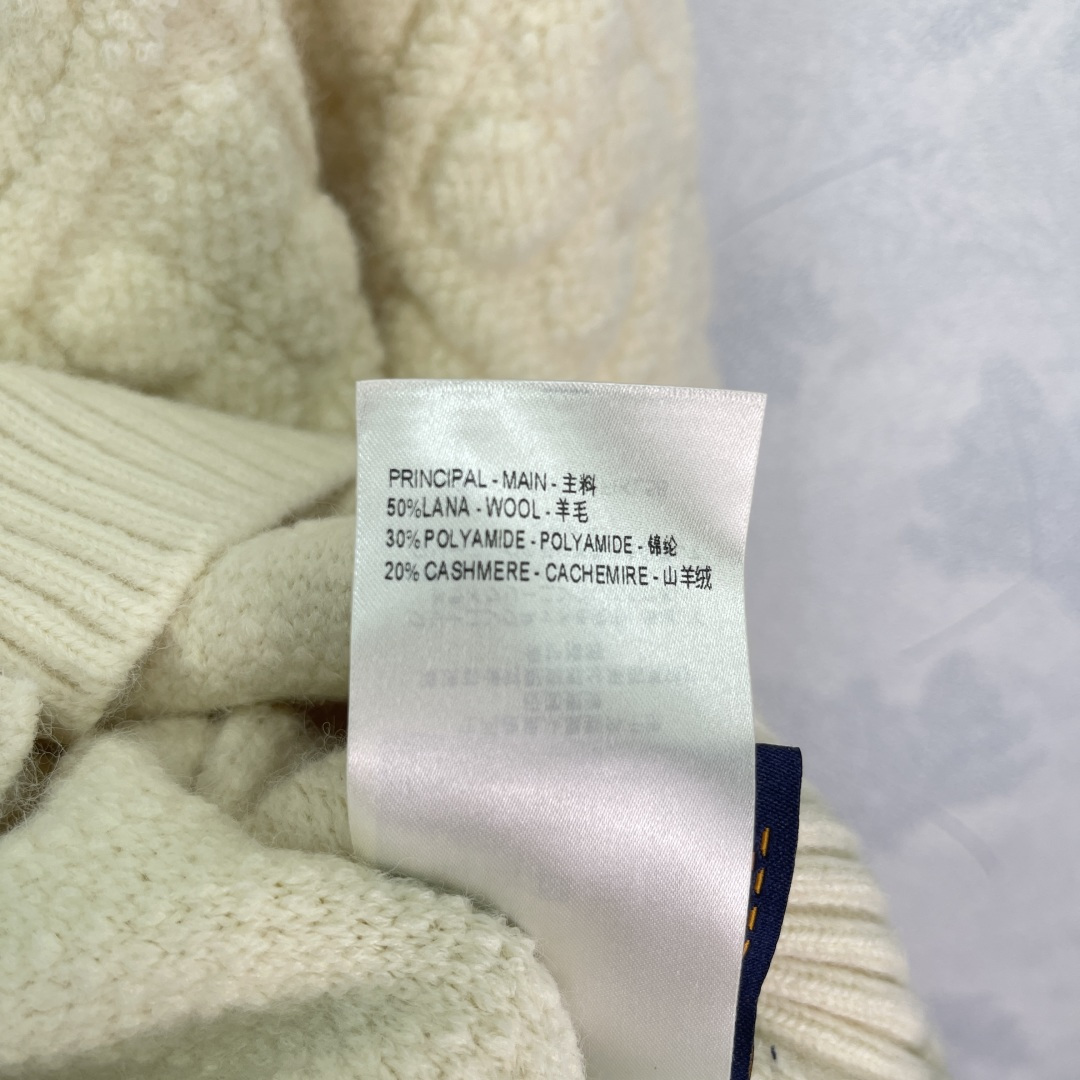 PRINCIPAL - MAIN - 主料
50%LANA - WOOL - 羊毛
30% POLYAMIDE - POLYAMIDE - 锦纶
20% CASHMERE - CACHEMIRE - 山羊绒